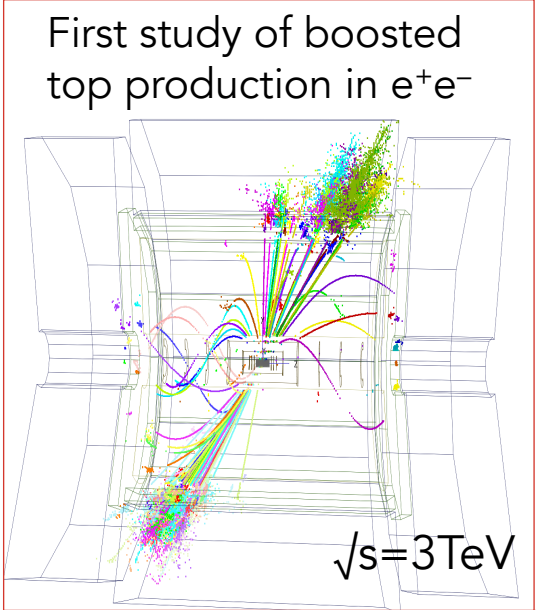 First study of boosted
top production in e⁺e⁻
√s=3TeV